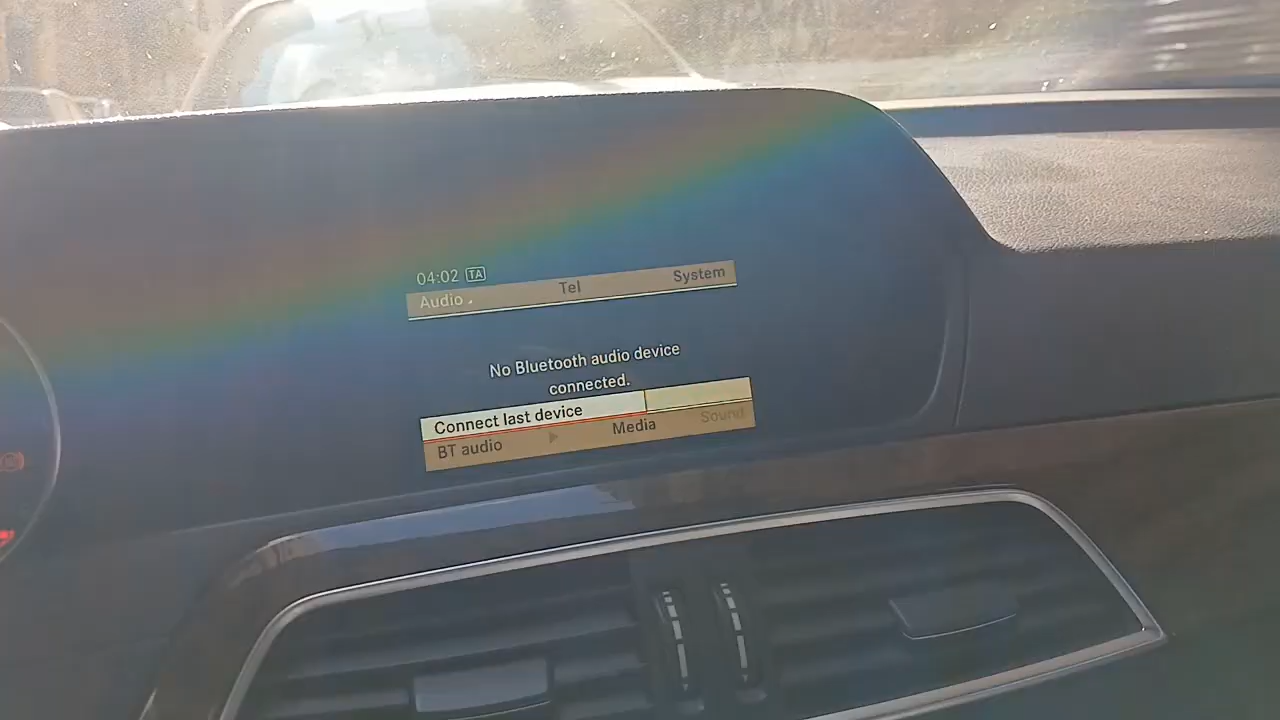 04:02 TA
Audio Tel System
No Bluetooth audio device
connected.
Connect last device
BT audio Media Sound